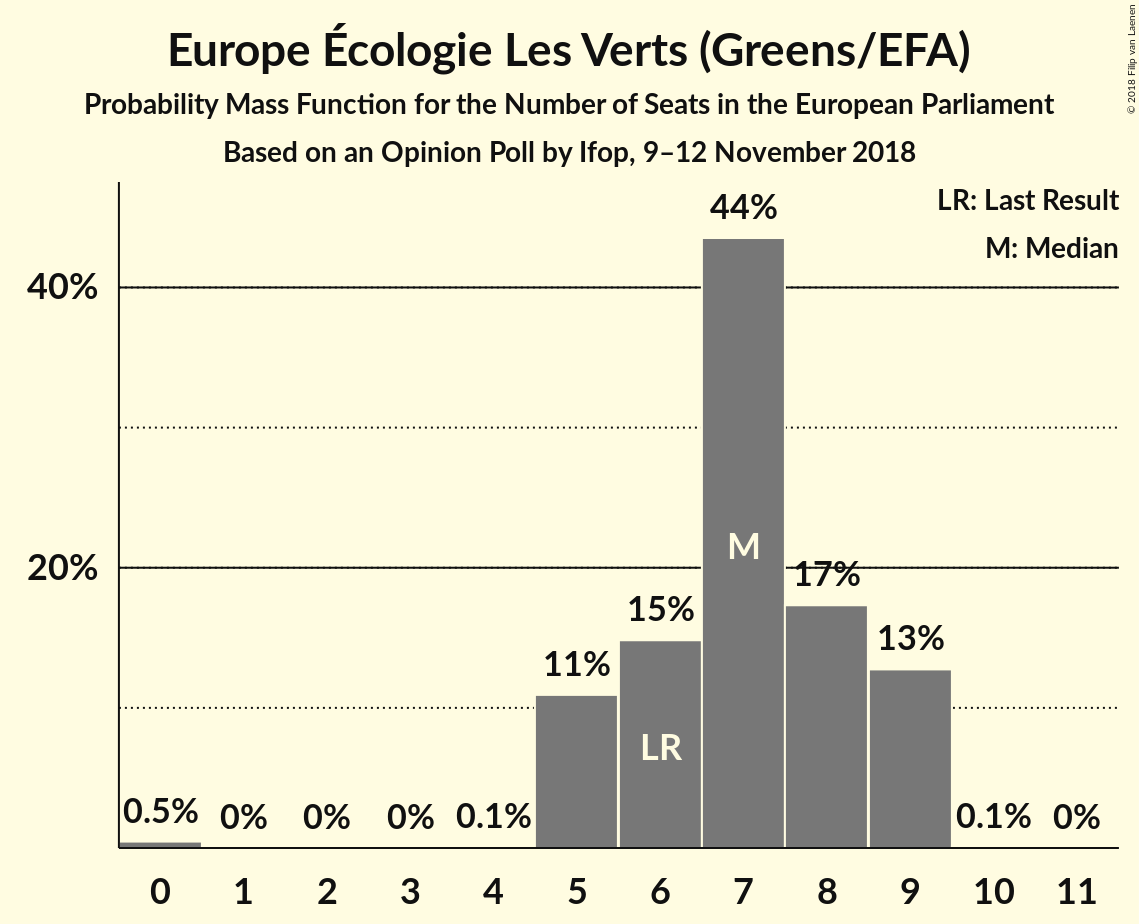 Europe Écologie Les Verts (Greens/EFA)
Probability Mass Function for the Number of Seats in the European Parliament
Based on an Opinion Poll by Ifop, 9–12 November 2018
© 2018 Filip van Laenen
LR: Last Result
M: Median
44%
40%
M
20%
17%
15%
13%
11%
LR
0.5%
0%
0%
0%
0.1%
0.1%
0%
0 1 2 3 4 5 6 7 8 9 10 11